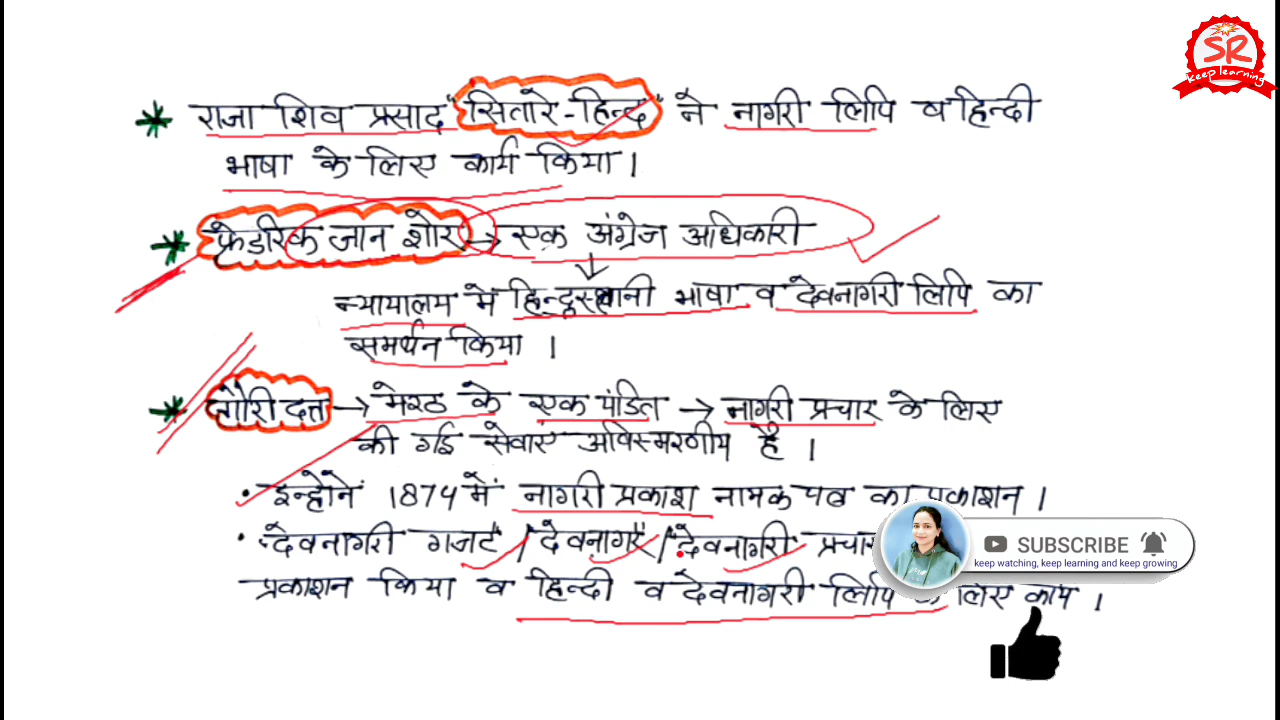 SR
keep learning
* राजा शिव प्रसाद "सितारे-हिन्द" ने नागरी लिपि व हिन्दी
भाषा के लिए कार्य किया।
* फ्रेडरिक जान शोर → एक अंग्रेज अधिकारी
न्यायालय मे हिन्दुस्थानी भाषा व देवनागरी लिपि का
समर्थन किया।
* गौरी दत्त → मेरठ के एक पंडित → नागरी प्रचार के लिए
की गई सेवाएं अविस्मरणीय है।
• इन्होने 1874 में नागरी प्रकाश नामक पत्र का प्रकाशन।
• "देवनागरी गजट" / "देवनागर" / "देवनागरी प्रचार
प्रकाशन किया व हिन्दी व देवनागरी लिपि के लिए कार्य।
SUBSCRIBE
keep watching, keep learning and keep growing